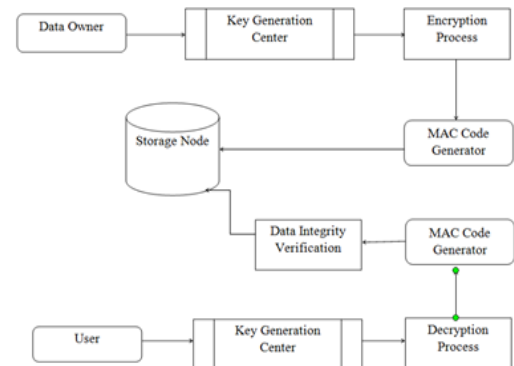 Data Owner
Key Generation
Center
Encryption
Process
Storage Node
MAC Code
Generator
Data Integrity
Verification
MAC Code
Generator
User
Key Generation
Center
Decryption
Process